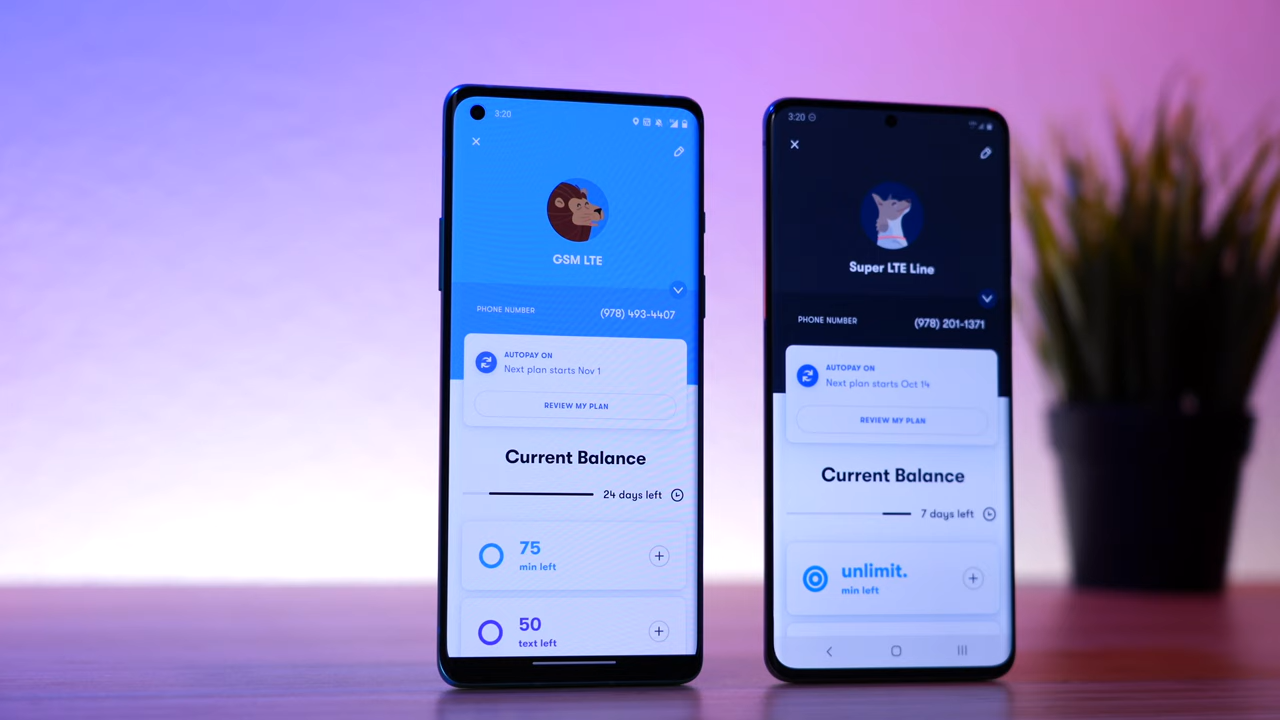 3:20
GSM LTE
PHONE NUMBER (978) 493-4407
AUTOPAY ON
Next plan starts Nov 1
REVIEW MY PLAN
Current Balance
24 days left
75
min left
50
text left
3:20
Super LTE Line
PHONE NUMBER (978) 201-1371
AUTOPAY ON
Next plan starts Oct 14
REVIEW MY PLAN
Current Balance
7 days left
unlimit.
min left